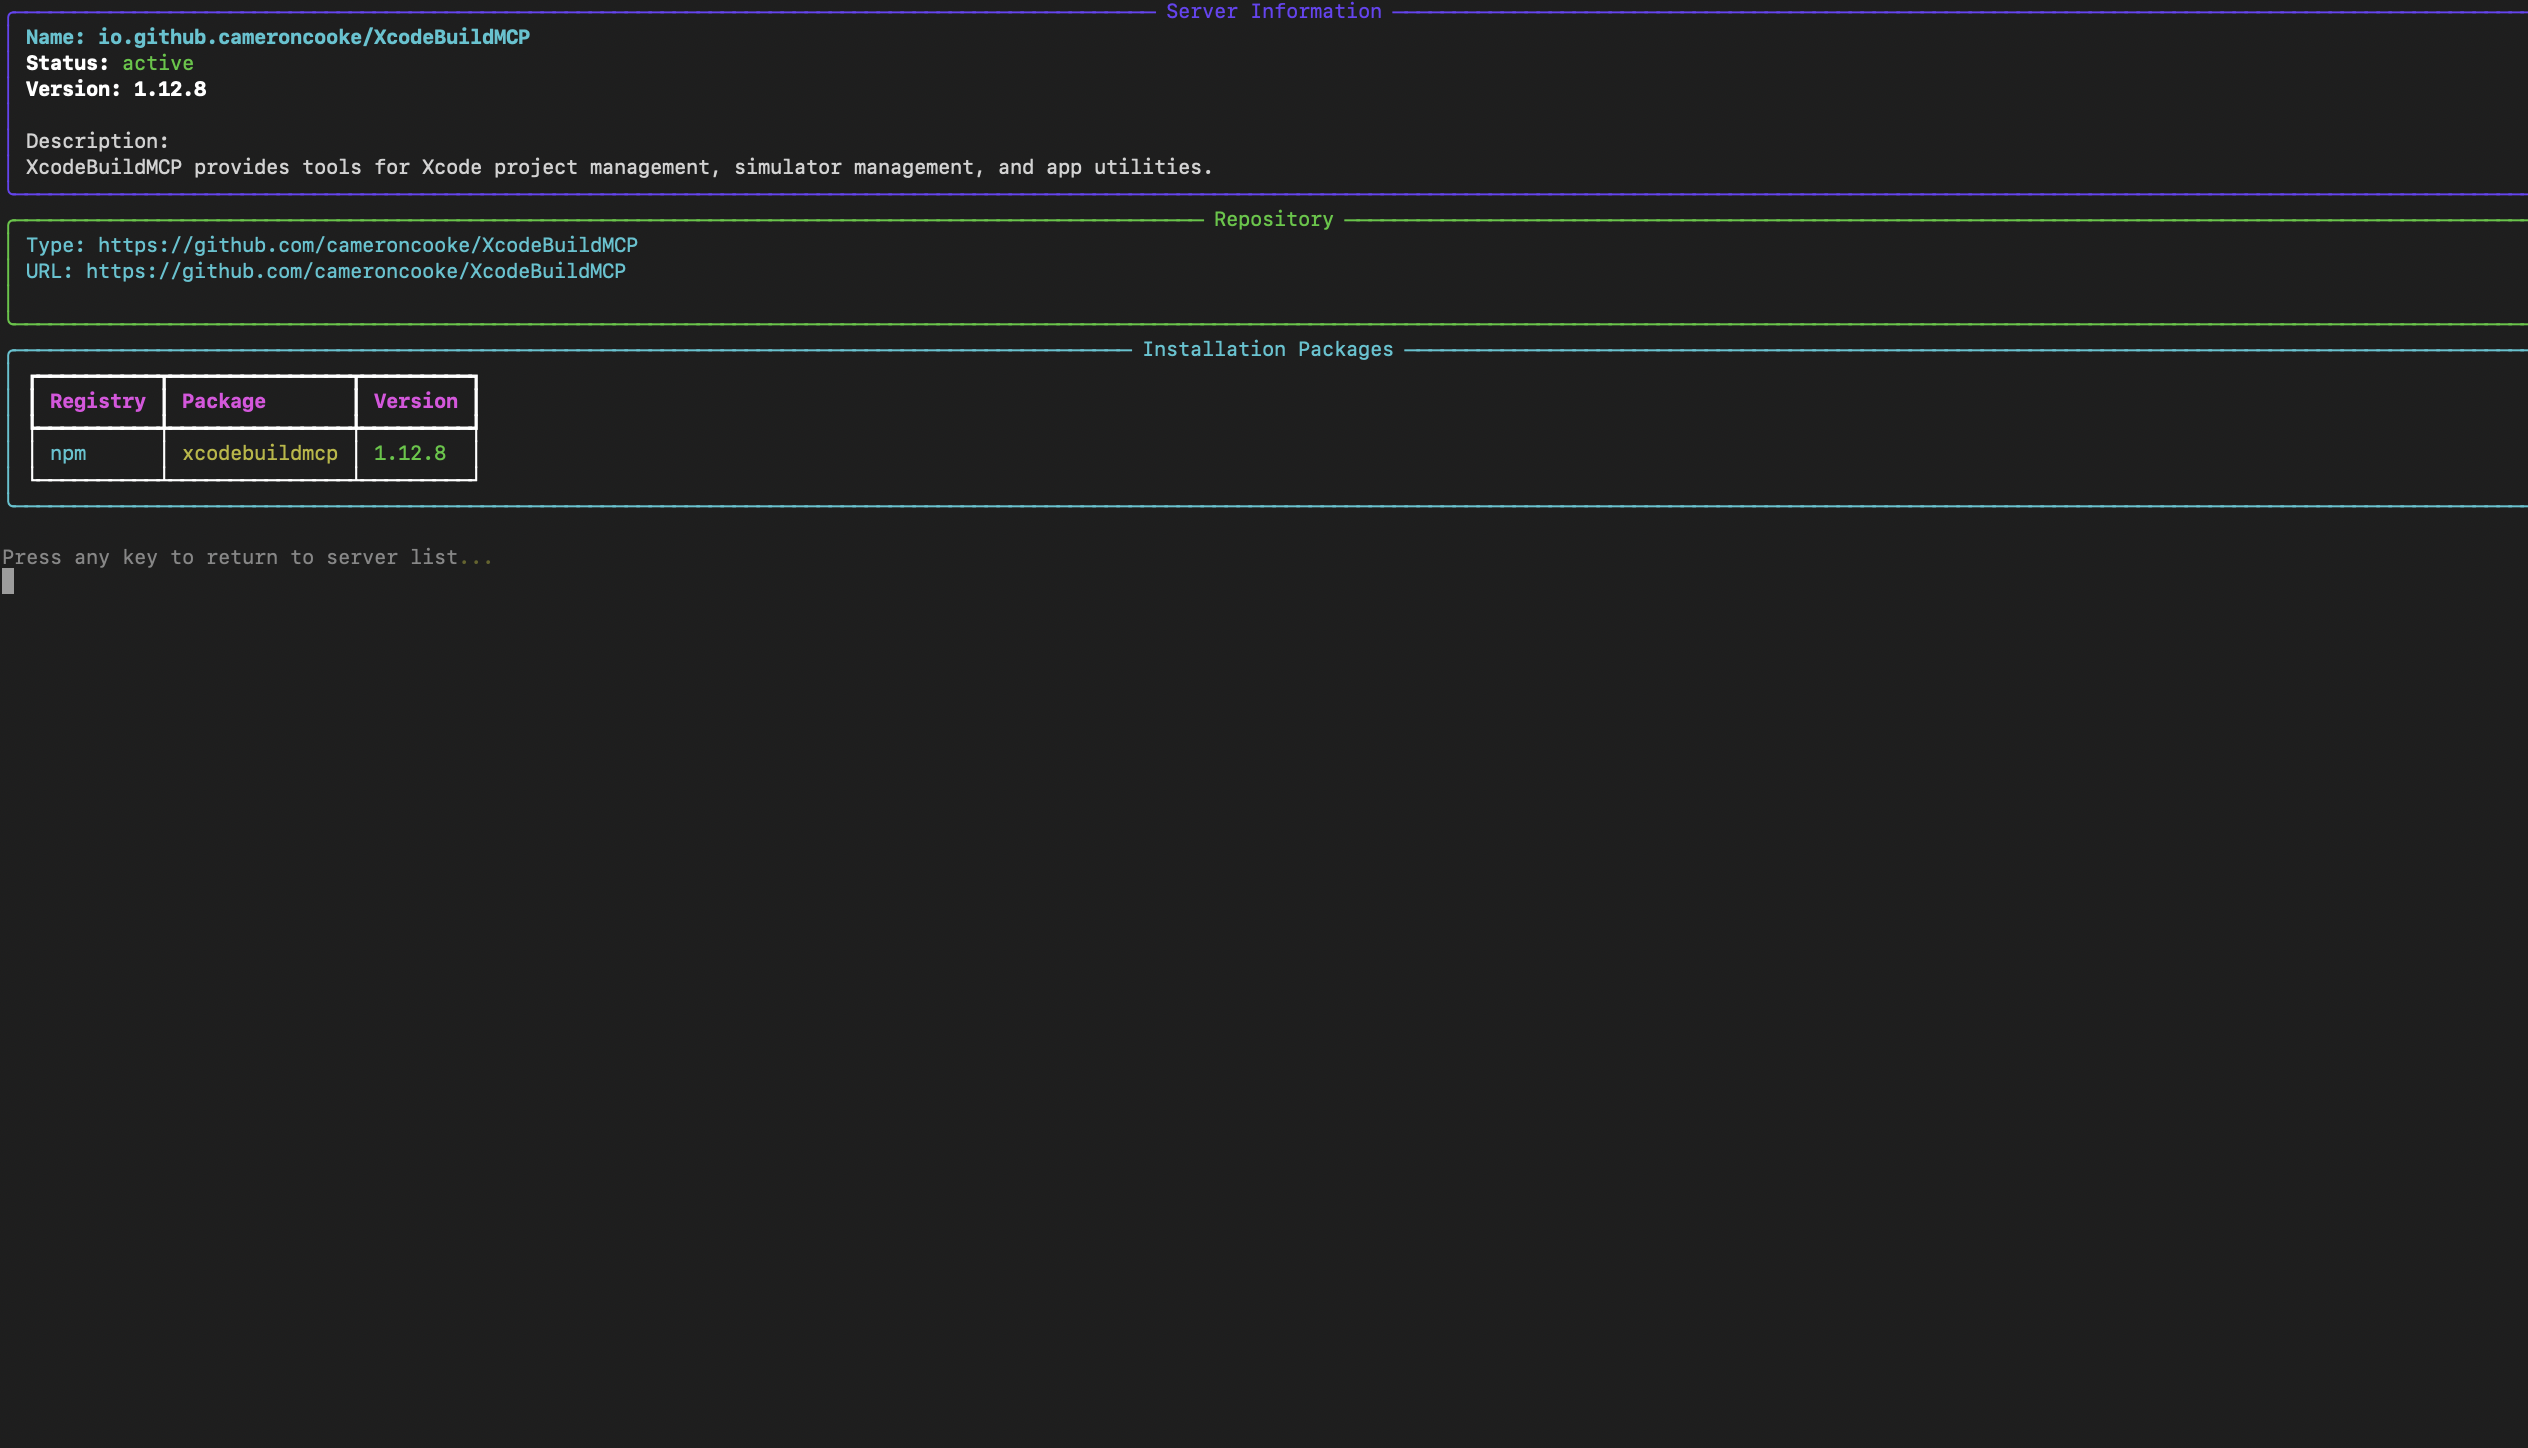 Server Information
Name: io.github.cameroncooke/XcodeBuildMCP
Status: active
Version: 1.12.8
Description:
XcodeBuildMCP provides tools for Xcode project management, simulator management, and app utilities.
Repository
Type: https://github.com/cameroncooke/XcodeBuildMCP
URL: https://github.com/cameroncooke/XcodeBuildMCP
Installation Packages
Registry Package Version
npm xcodebuildmcp 1.12.8
Press any key to return to server list...